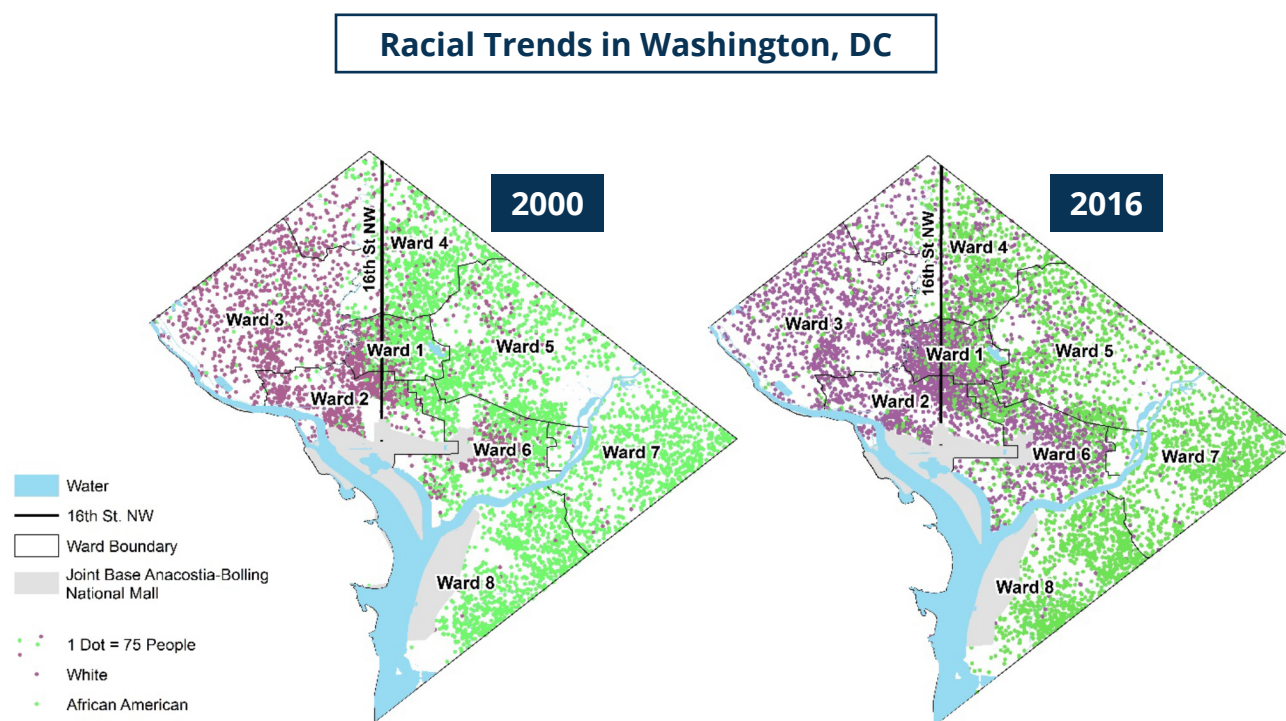 Racial Trends in Washington, DC
2000
16th St NW
Ward 4
Ward 3
Ward 1
Ward 5
Ward 2
Ward 6
Ward 7
Ward 8
2016
16th St NW
Ward 4
Ward 3
Ward 1
Ward 5
Ward 2
Ward 6
Ward 7
Ward 8
Water
16th St. NW
Ward Boundary
Joint Base Anacostia-Bolling
National Mall
1 Dot = 75 People
White
African American